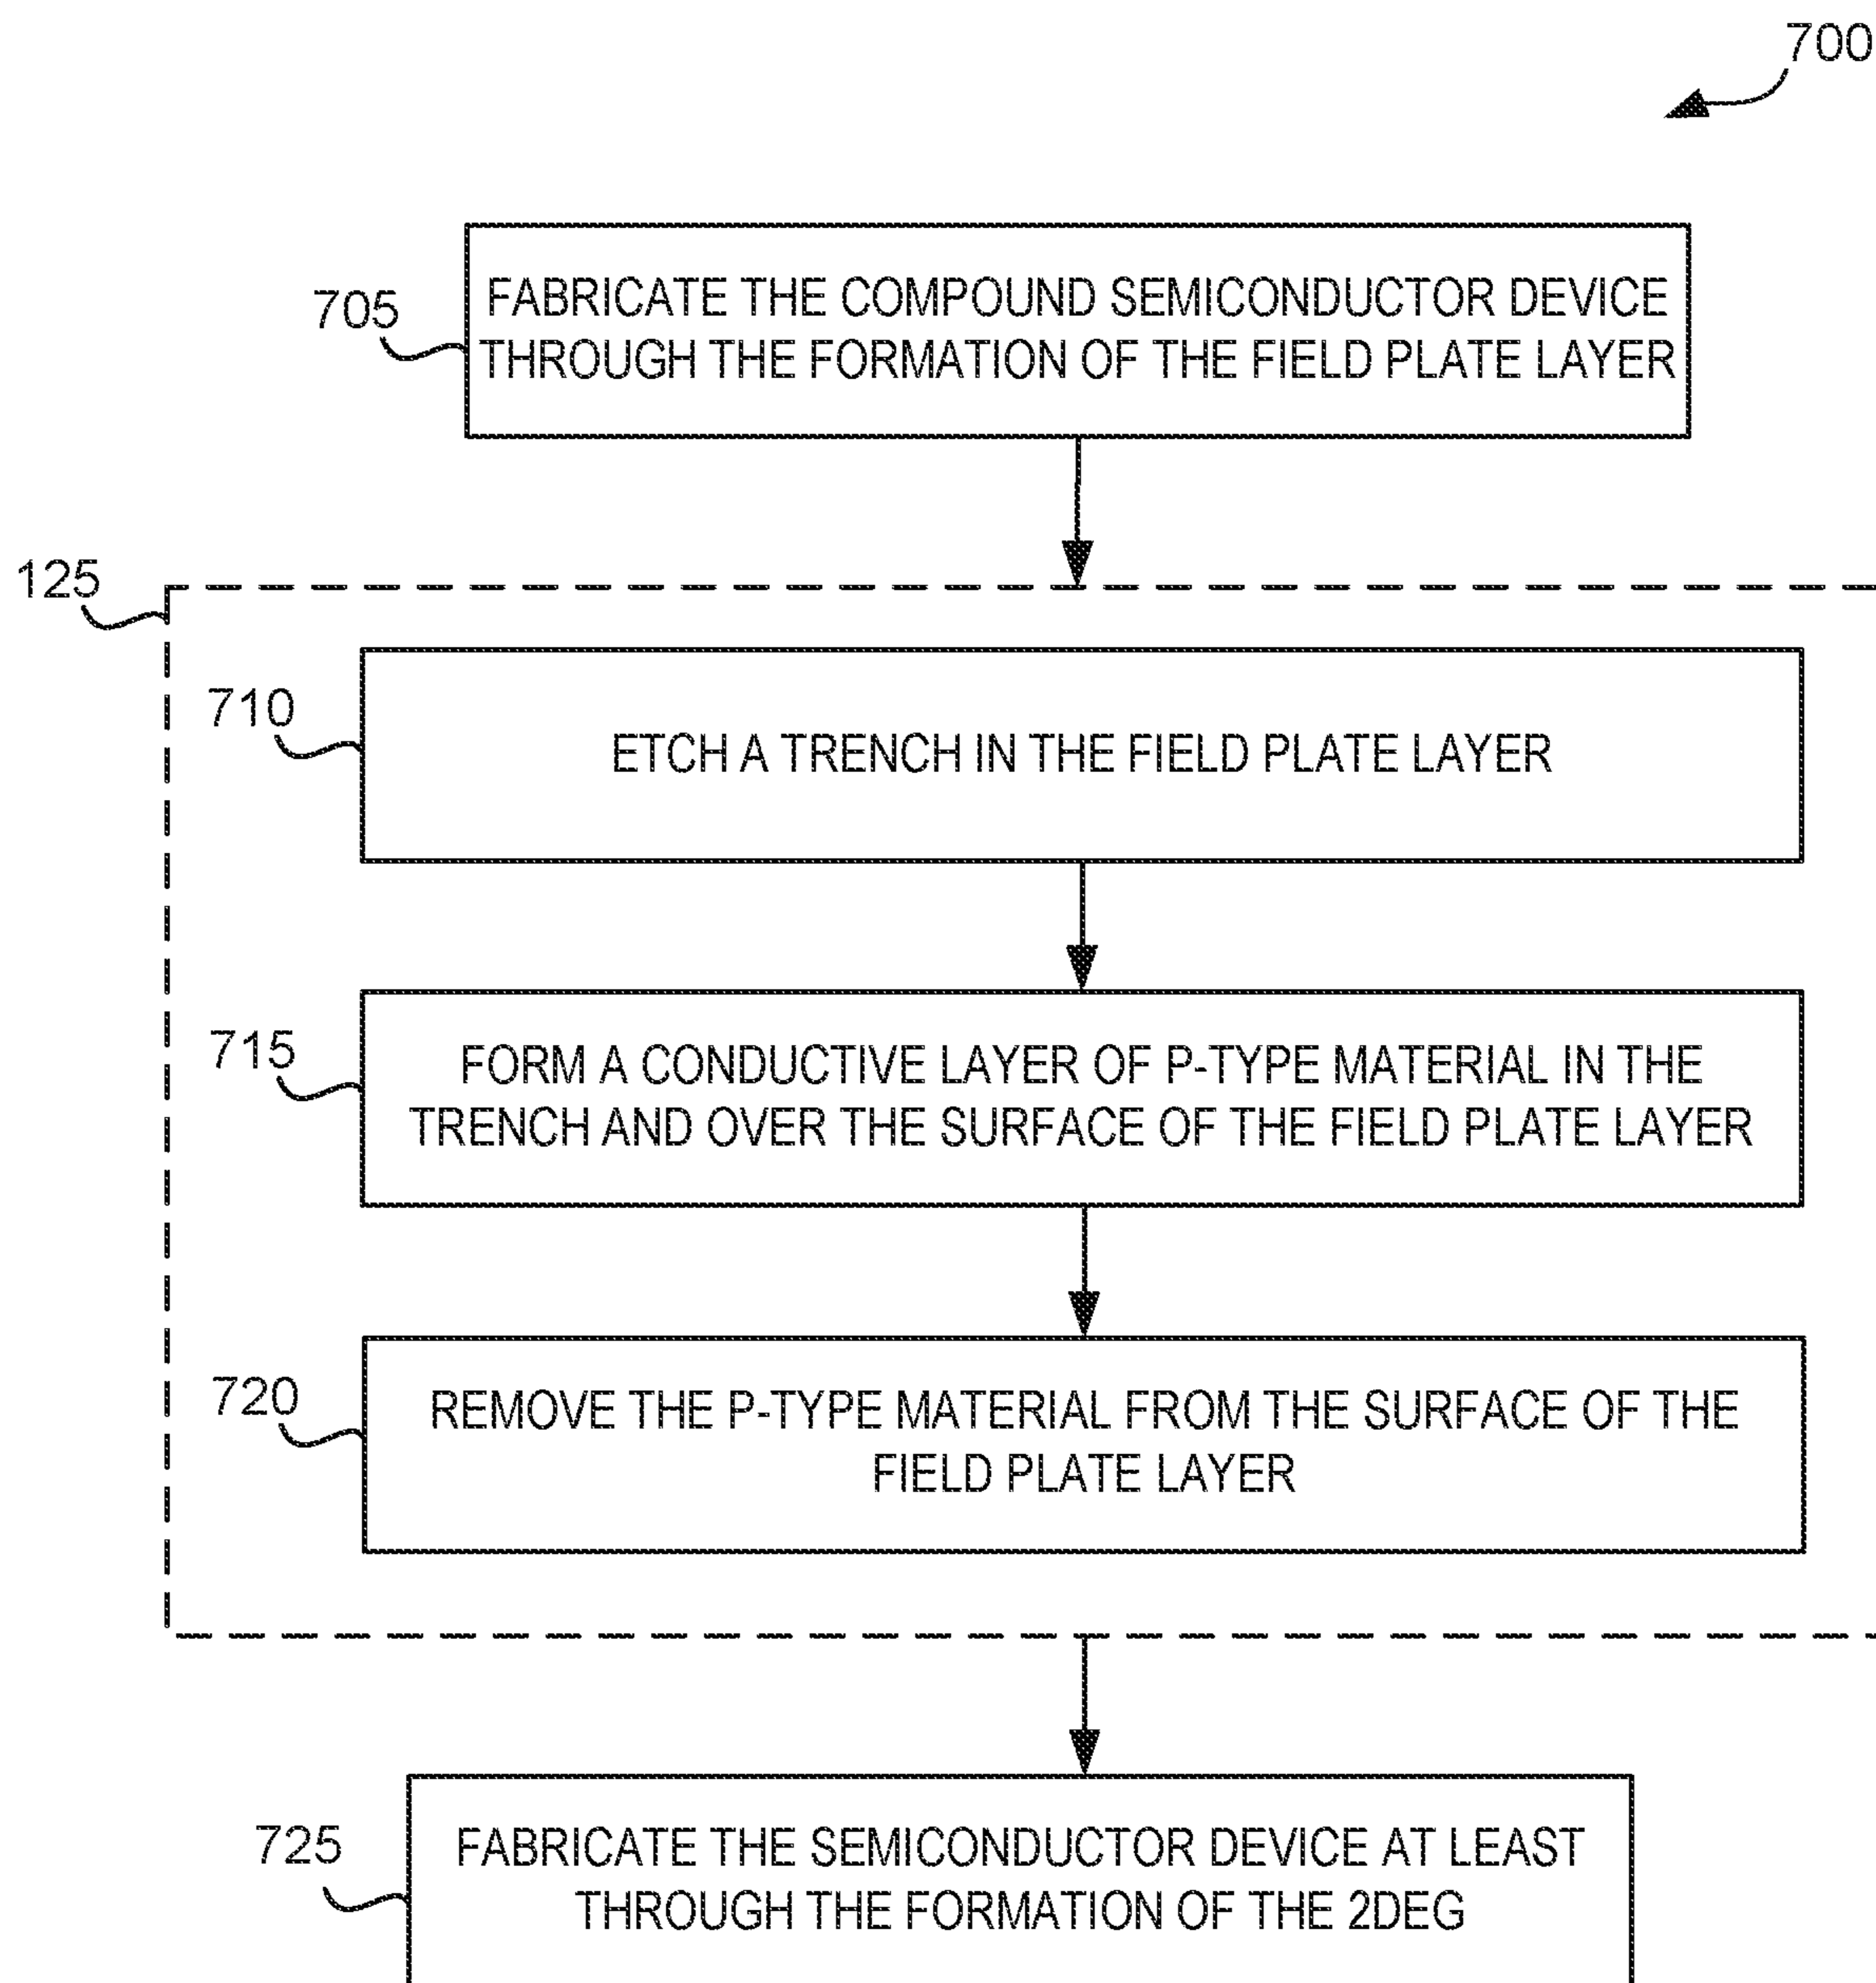 700
705
FABRICATE THE COMPOUND SEMICONDUCTOR DEVICE
THROUGH THE FORMATION OF THE FIELD PLATE LAYER
125
710
ETCH A TRENCH IN THE FIELD PLATE LAYER
715
FORM A CONDUCTIVE LAYER OF P-TYPE MATERIAL IN THE
TRENCH AND OVER THE SURFACE OF THE FIELD PLATE LAYER
720
REMOVE THE P-TYPE MATERIAL FROM THE SURFACE OF THE
FIELD PLATE LAYER
725
FABRICATE THE SEMICONDUCTOR DEVICE AT LEAST
THROUGH THE FORMATION OF THE 2DEG